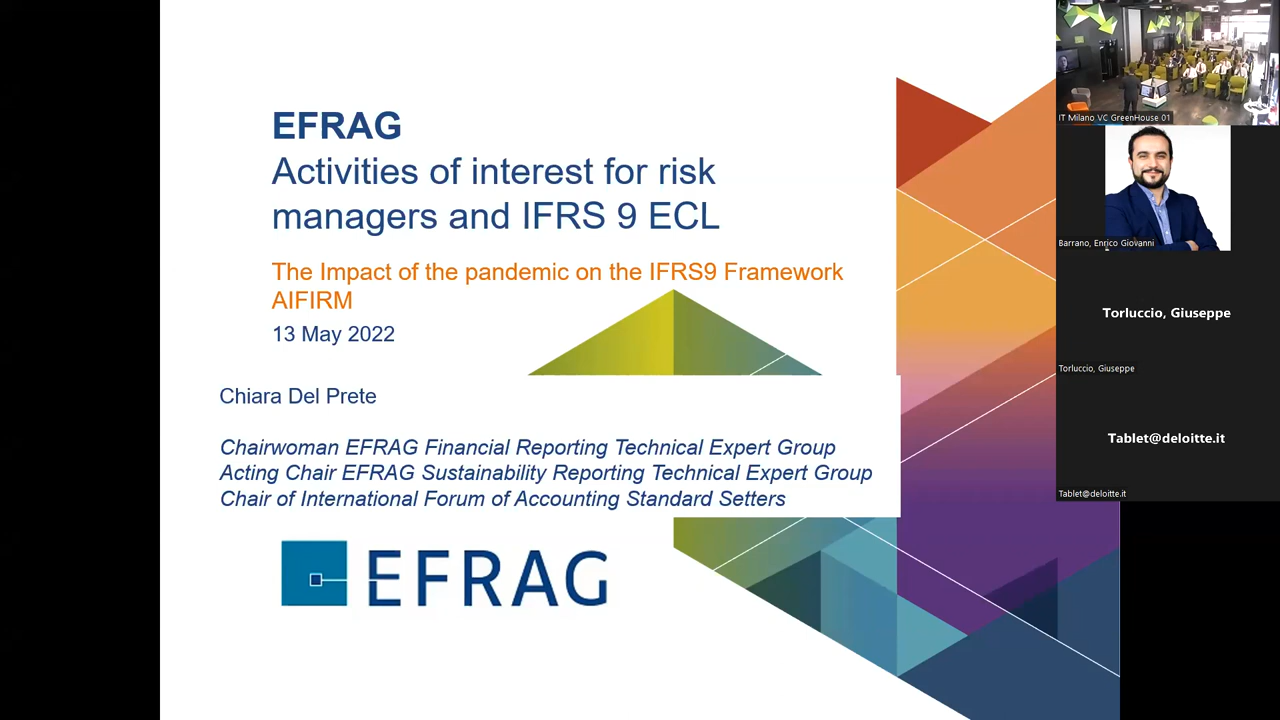 EFRAG
Activities of interest for risk
managers and IFRS 9 ECL
The Impact of the pandemic on the IFRS9 Framework
AIFIRM
13 May 2022
Chiara Del Prete
Chairwoman EFRAG Financial Reporting Technical Expert Group
Acting Chair EFRAG Sustainability Reporting Technical Expert Group
Chair of International Forum of Accounting Standard Setters
EFRAG
IT Milano VC GreenHouse 01
Barrano, Enrico Giovanni
Torluccio, Giuseppe
Torluccio, Giuseppe
Tablet@deloitte.it
Tablet@deloitte.it